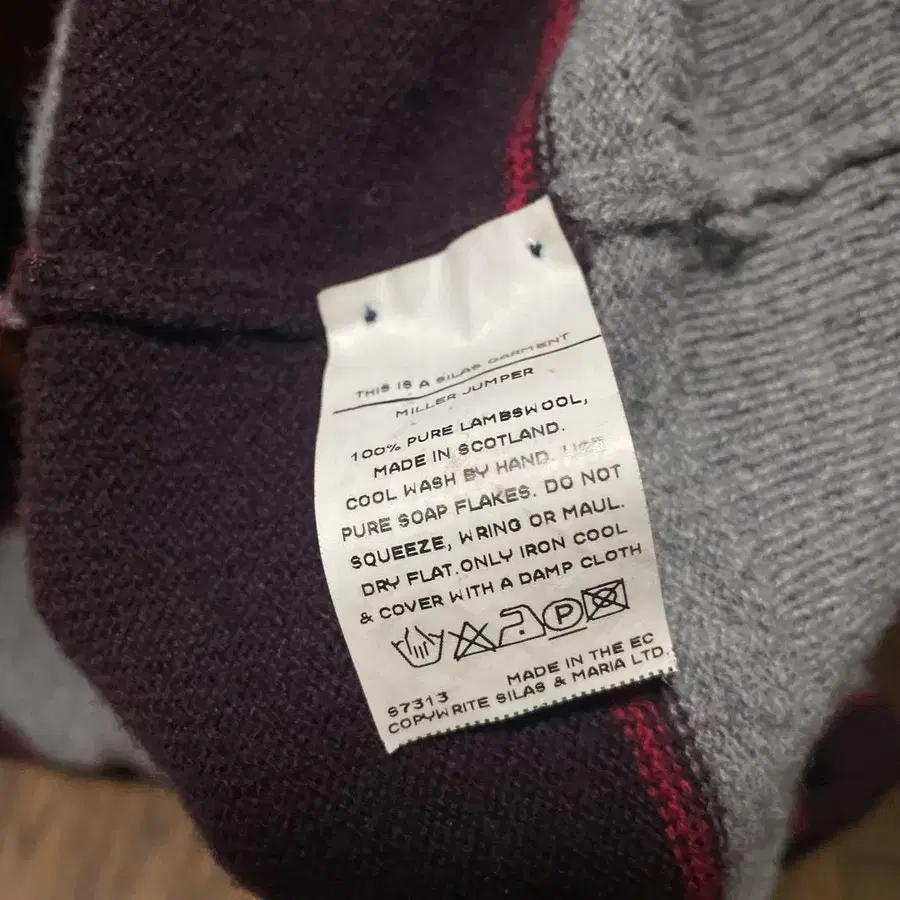 THIS IS A SILAS GARMENT
MILLER JUMPER
100% PURE LAMBSWOOL,
MADE IN SCOTLAND.
COOL WASH BY HAND. USE
PURE SOAP FLAKES. DO NOT
SQUEEZE, WRING OR MAUL.
DRY FLAT.ONLY IRON COOL
& COVER WITH A DAMP CLOTH
P
MADE IN THE EC
S7313
COPYWRITE SILAS & MARIA LTD.